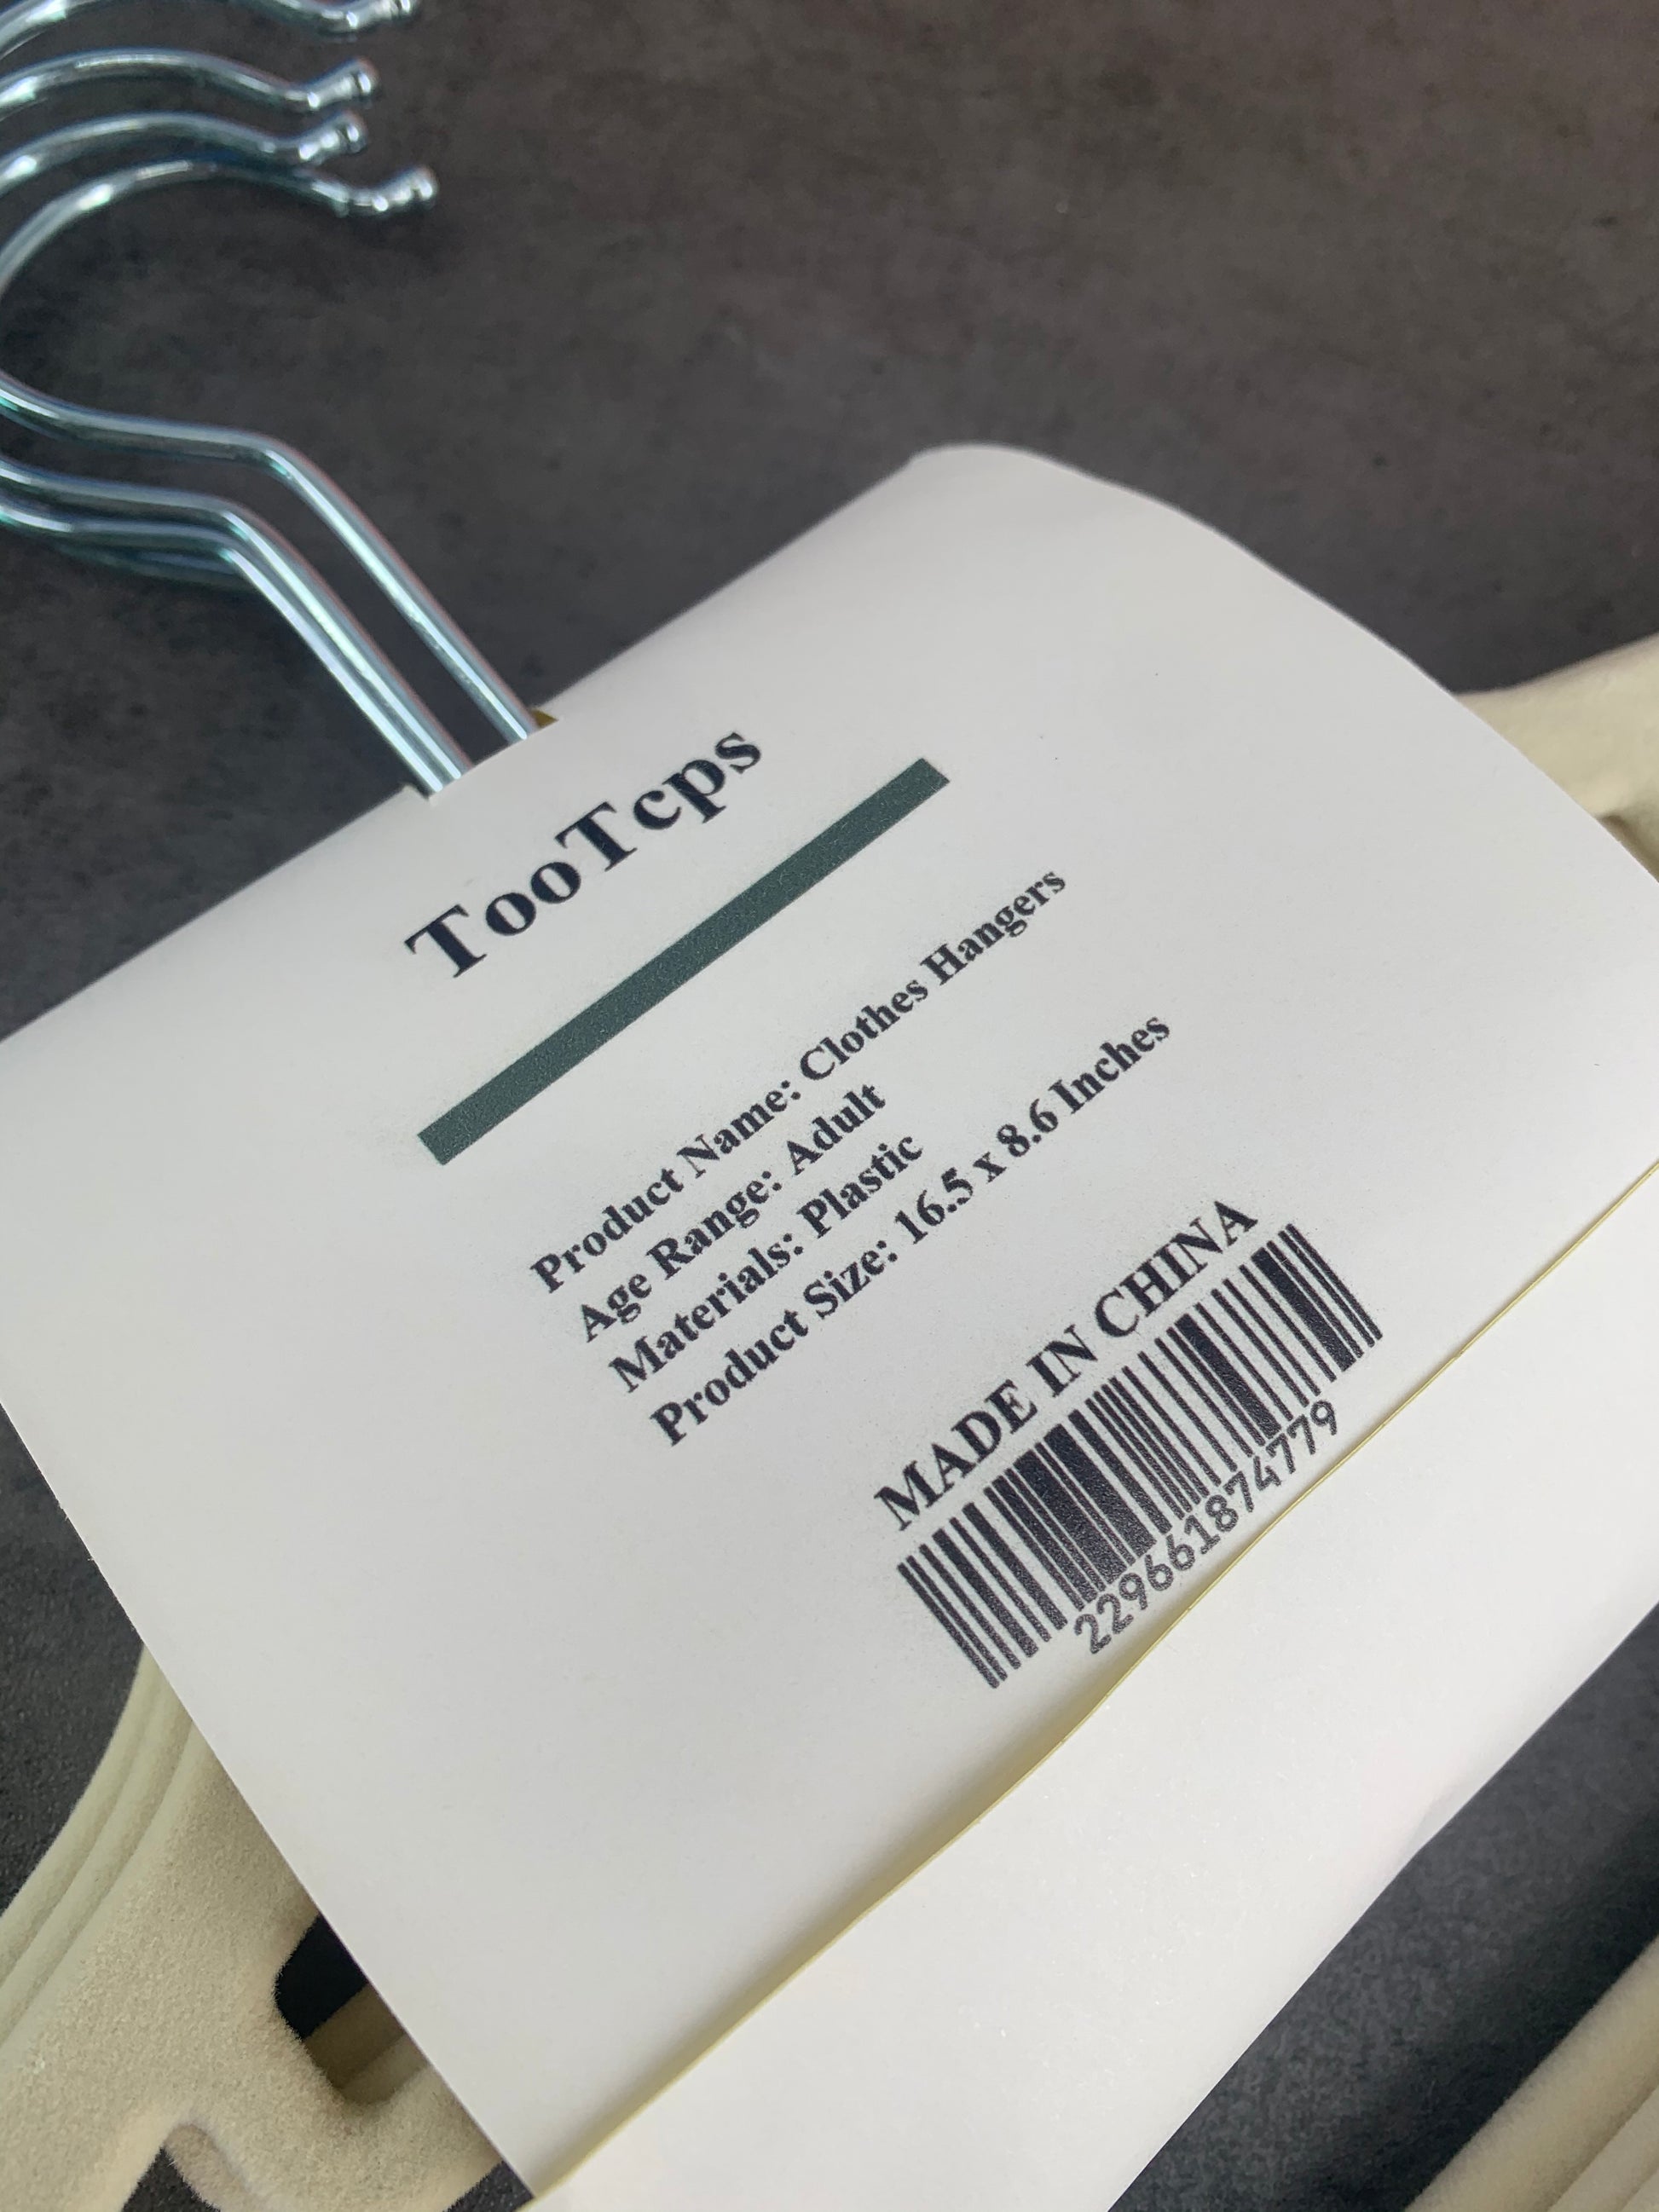 TooTcps
Product Name: Clothes Hangers
Age Range: Adult
Materials: Plastic
Product Size: 16.5 x 8.6 Inches
MADE IN CHINA
229661874779